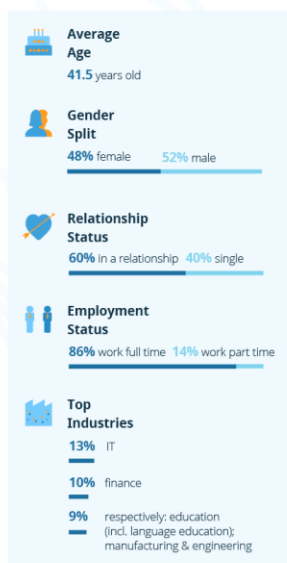 Average
Age
41.5 years old
Gender
Split
48% female 52% male
Relationship
Status
60% in a relationship 40% single
Employment
Status
86% work full time 14% work part time
Top
Industries
13% IT
10% finance
9% respectively: education
(incl. language education);
manufacturing & engineering